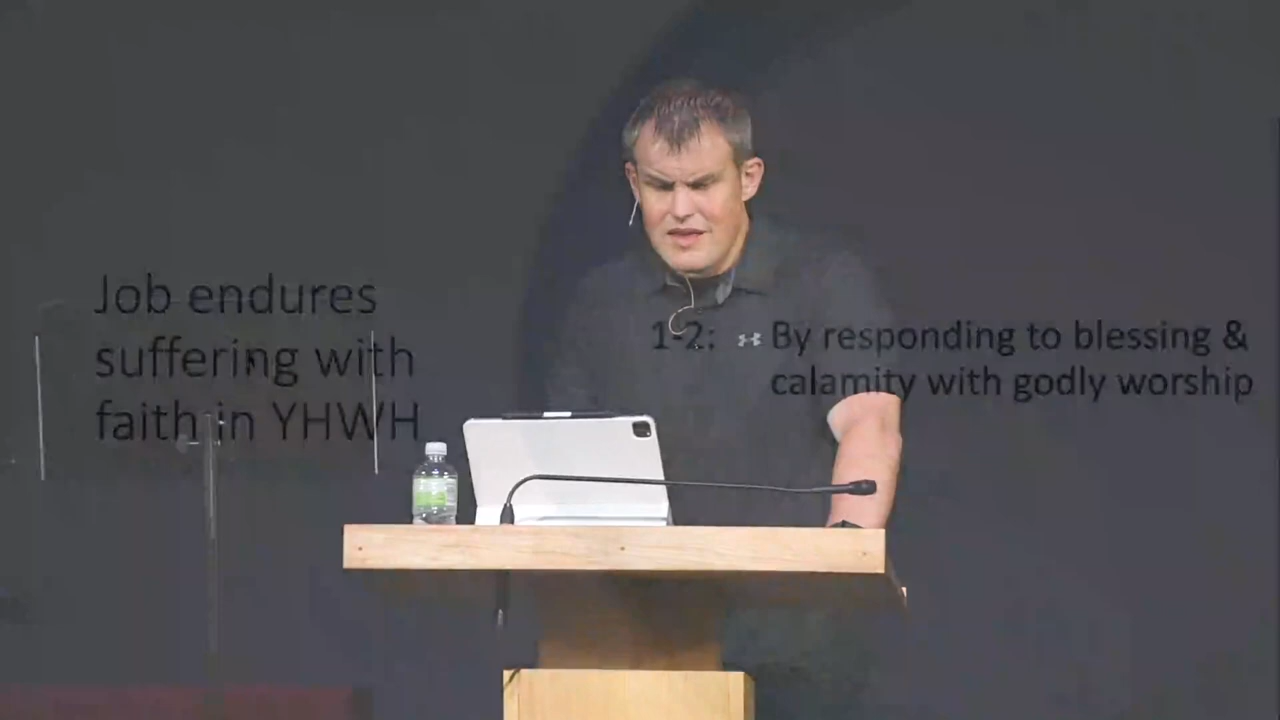 Job endures
suffering with
faith in YHWH
1-2: By responding to blessing &
calamity with godly worship